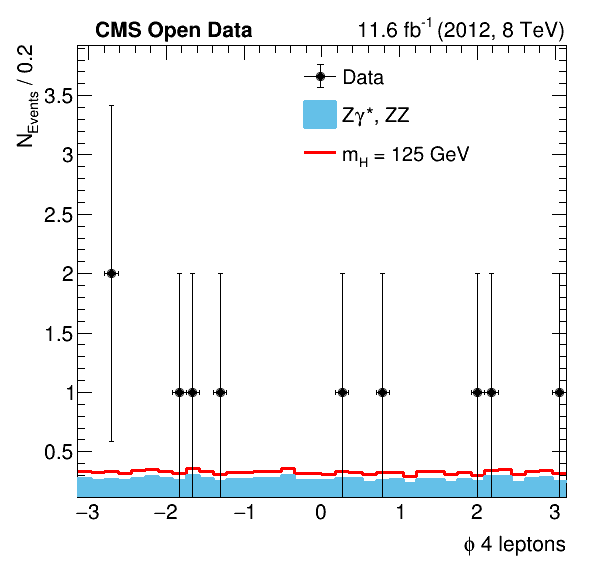 CMS Open Data 11.6 fb⁻¹ (2012, 8 TeV)
N_Events / 0.2
Data
Zγ*, ZZ
m_H = 125 GeV
3.5
3
2.5
2
1.5
1
0.5
−3 −2 −1 0 1 2 3
ϕ 4 leptons